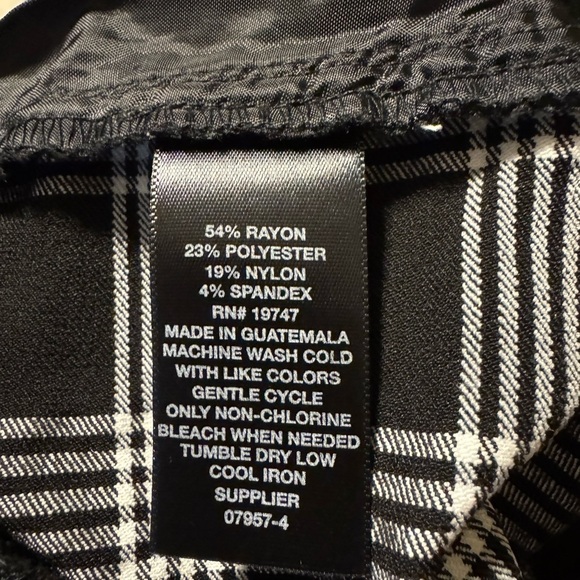 54% RAYON
23% POLYESTER
19% NYLON
4% SPANDEX
RN# 19747
MADE IN GUATEMALA
MACHINE WASH COLD
WITH LIKE COLORS
GENTLE CYCLE
ONLY NON-CHLORINE
BLEACH WHEN NEEDED
TUMBLE DRY LOW
COOL IRON
SUPPLIER
07957-4